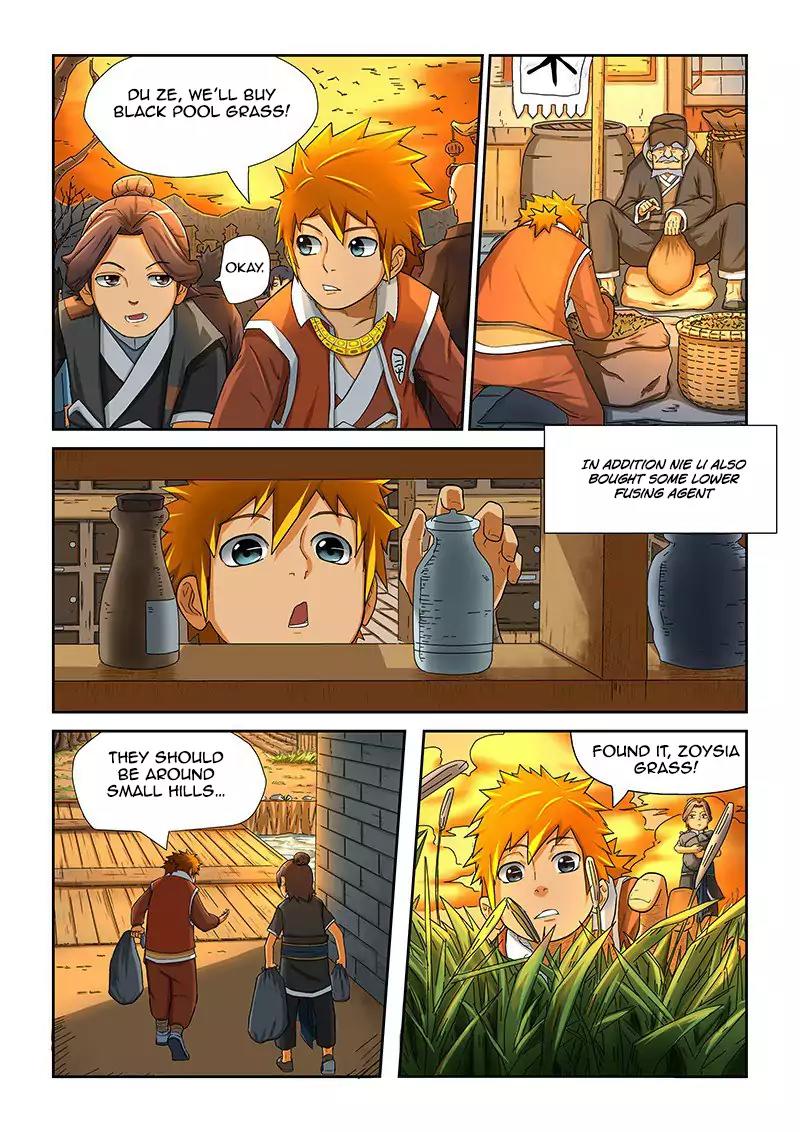 DU ZE, WE'LL BUY
BLACK POOL GRASS!
OKAY.
IN ADDITION NIE LI ALSO
BOUGHT SOME LOWER
FUSING AGENT
THEY SHOULD
BE AROUND
SMALL HILLS...
FOUND IT, ZOYSIA
GRASS!